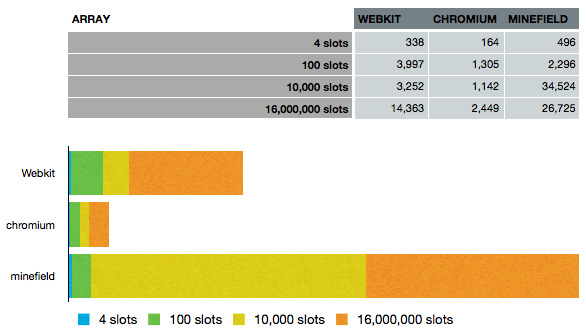 ARRAY WEBKIT CHROMIUM MINEFIELD
4 slots 338 164 496
100 slots 3,997 1,305 2,296
10,000 slots 3,252 1,142 34,524
16,000,000 slots 14,363 2,449 26,725
Webkit
chromium
minefield
4 slots 100 slots 10,000 slots 16,000,000 slots